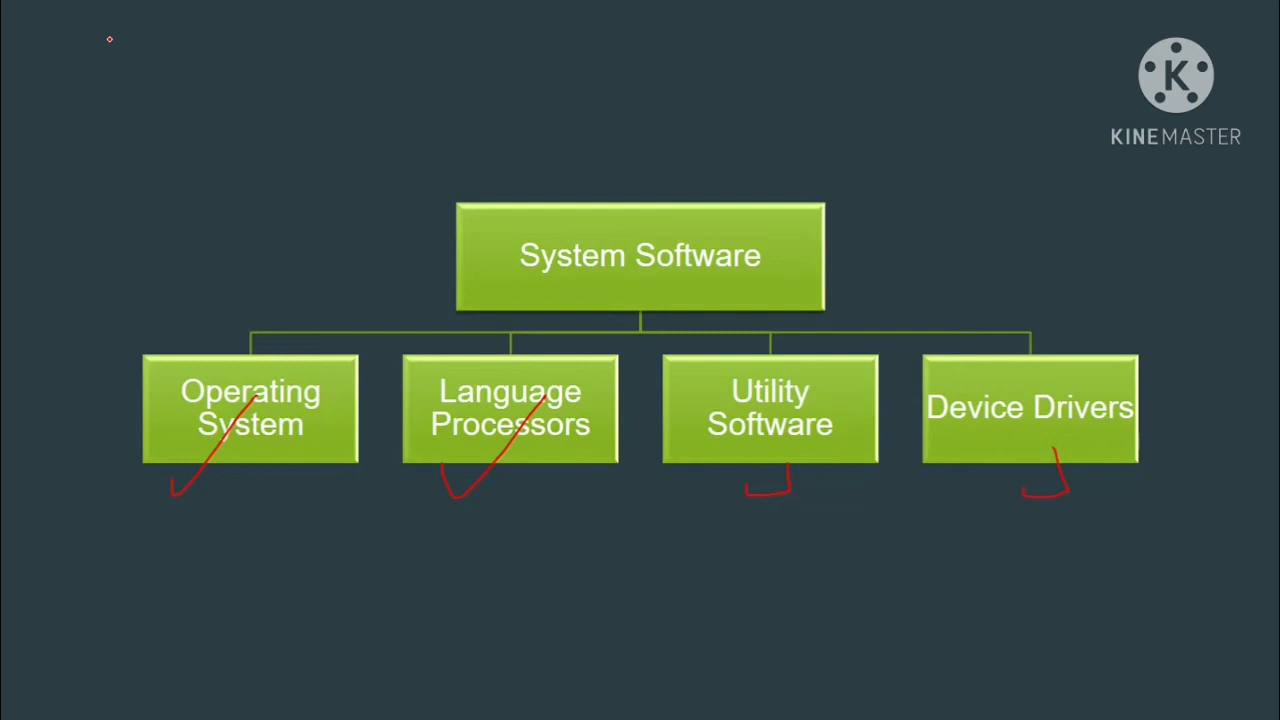 K
KINEMASTER
System Software
Operating
System
Language
Processors
Utility
Software
Device Drivers